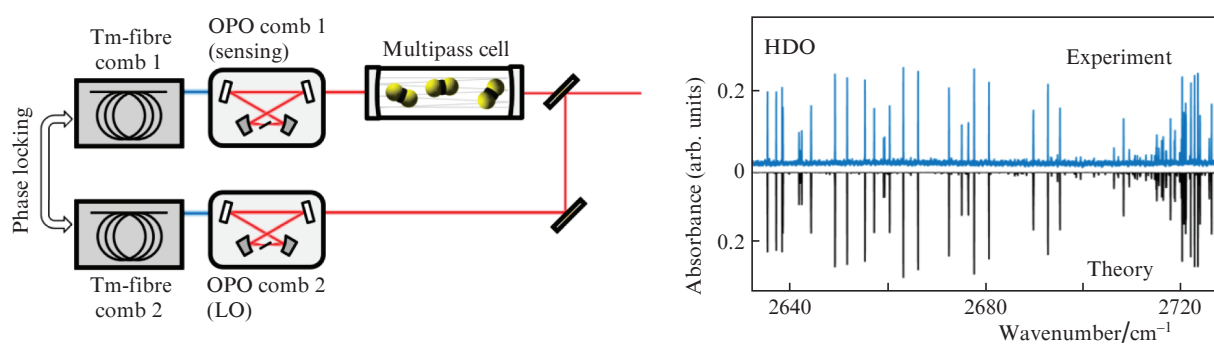 Tm-fibre
comb 1
OPO comb 1
(sensing)
Multipass cell
Phase locking
Tm-fibre
comb 2
OPO comb 2
(LO)
HDO
Experiment
Theory
Absorbance (arb. units)
0.2
0
0.2
2640
2680
2720
Wavenumber/cm⁻¹